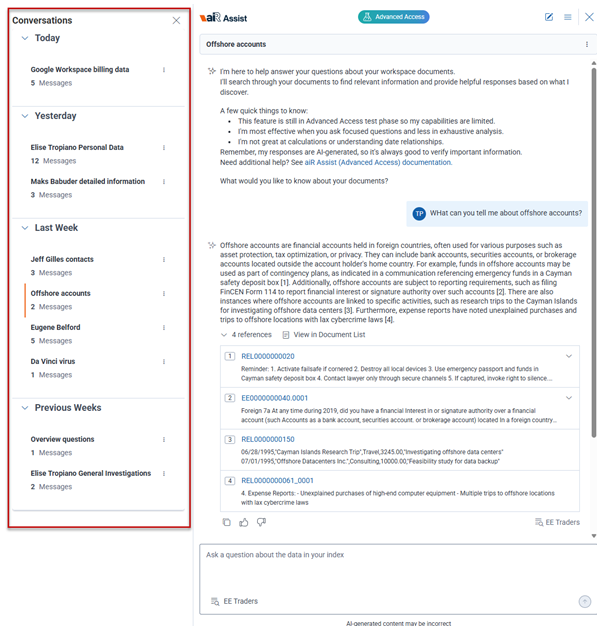 Conversations
Today
Google Workspace billing data
5 Messages
Yesterday
Elise Tropiano Personal Data
12 Messages
Maks Babuder detailed information
3 Messages
Last Week
Jeff Gilles contacts
3 Messages
Offshore accounts
2 Messages
Eugene Belford
5 Messages
Da Vinci virus
1 Messages
Previous Weeks
Overview questions
1 Messages
Elise Tropiano General Investigations
2 Messages
aiR Assist
Advanced Access
Offshore accounts
I'm here to help answer your questions about your workspace documents.
I'll search through your documents to find relevant information and provide helpful responses based on what I
discover.
A few quick things to know:
• This feature is still in Advanced Access test phase so my capabilities are limited.
• I'm most effective when you ask focused questions and less in exhaustive analysis.
• I'm not great at calculations or understanding date relationships.
Remember, my responses are AI-generated, so it's always good to verify important information.
Need additional help? See aiR Assist (Advanced Access) documentation.
What would you like to know about your documents?
TP WHat can you tell me about offshore accounts?
Offshore accounts are financial accounts held in foreign countries, often used for various purposes such as
asset protection, tax optimization, or privacy. They can include bank accounts, securities accounts, or brokerage
accounts located outside the account holder's home country. For example, funds in offshore accounts may be
used as part of contingency plans, as indicated in a communication referencing emergency funds in a Cayman
safety deposit box [1]. Additionally, offshore accounts are subject to reporting requirements, such as filing
FinCEN Form 114 to report financial interest or signature authority over such accounts [2]. There are also
instances where offshore accounts are linked to specific activities, such as research trips to the Cayman Islands
for investigating offshore data centers [3]. Furthermore, expense reports have noted unexplained purchases and
trips to offshore locations with lax cybercrime laws [4].
4 references View in Document List
1 REL0000000020
Reminder: 1. Activate failsafe if cornered 2. Destroy all local devices 3. Use emergency passport and funds in
Cayman safety deposit box 4. Contact lawyer only through secure channels 5. If captured, invoke right to silence....
2 EE0000000040.0001
Foreign 7a At any time during 2019, did you have a financial interest in or signature authority over a financial
account (such Accounts as a bank account, securities account. or brokerage account) located in a foreign country...
3 REL0000000150
06/28/1995,"Cayman Islands Research Trip",Travel,3245.00,"Investigating offshore data centers"
07/01/1995,"Offshore Datacenters Inc.",Consulting,10000.00,"Feasibility study for data backup"
4 REL0000000061_0001
4. Expense Reports: - Unexplained purchases of high-end computer equipment - Multiple trips to offshore locations
with lax cybercrime laws
EE Traders
Ask a question about the data in your index
EE Traders
AI-generated content may be incorrect